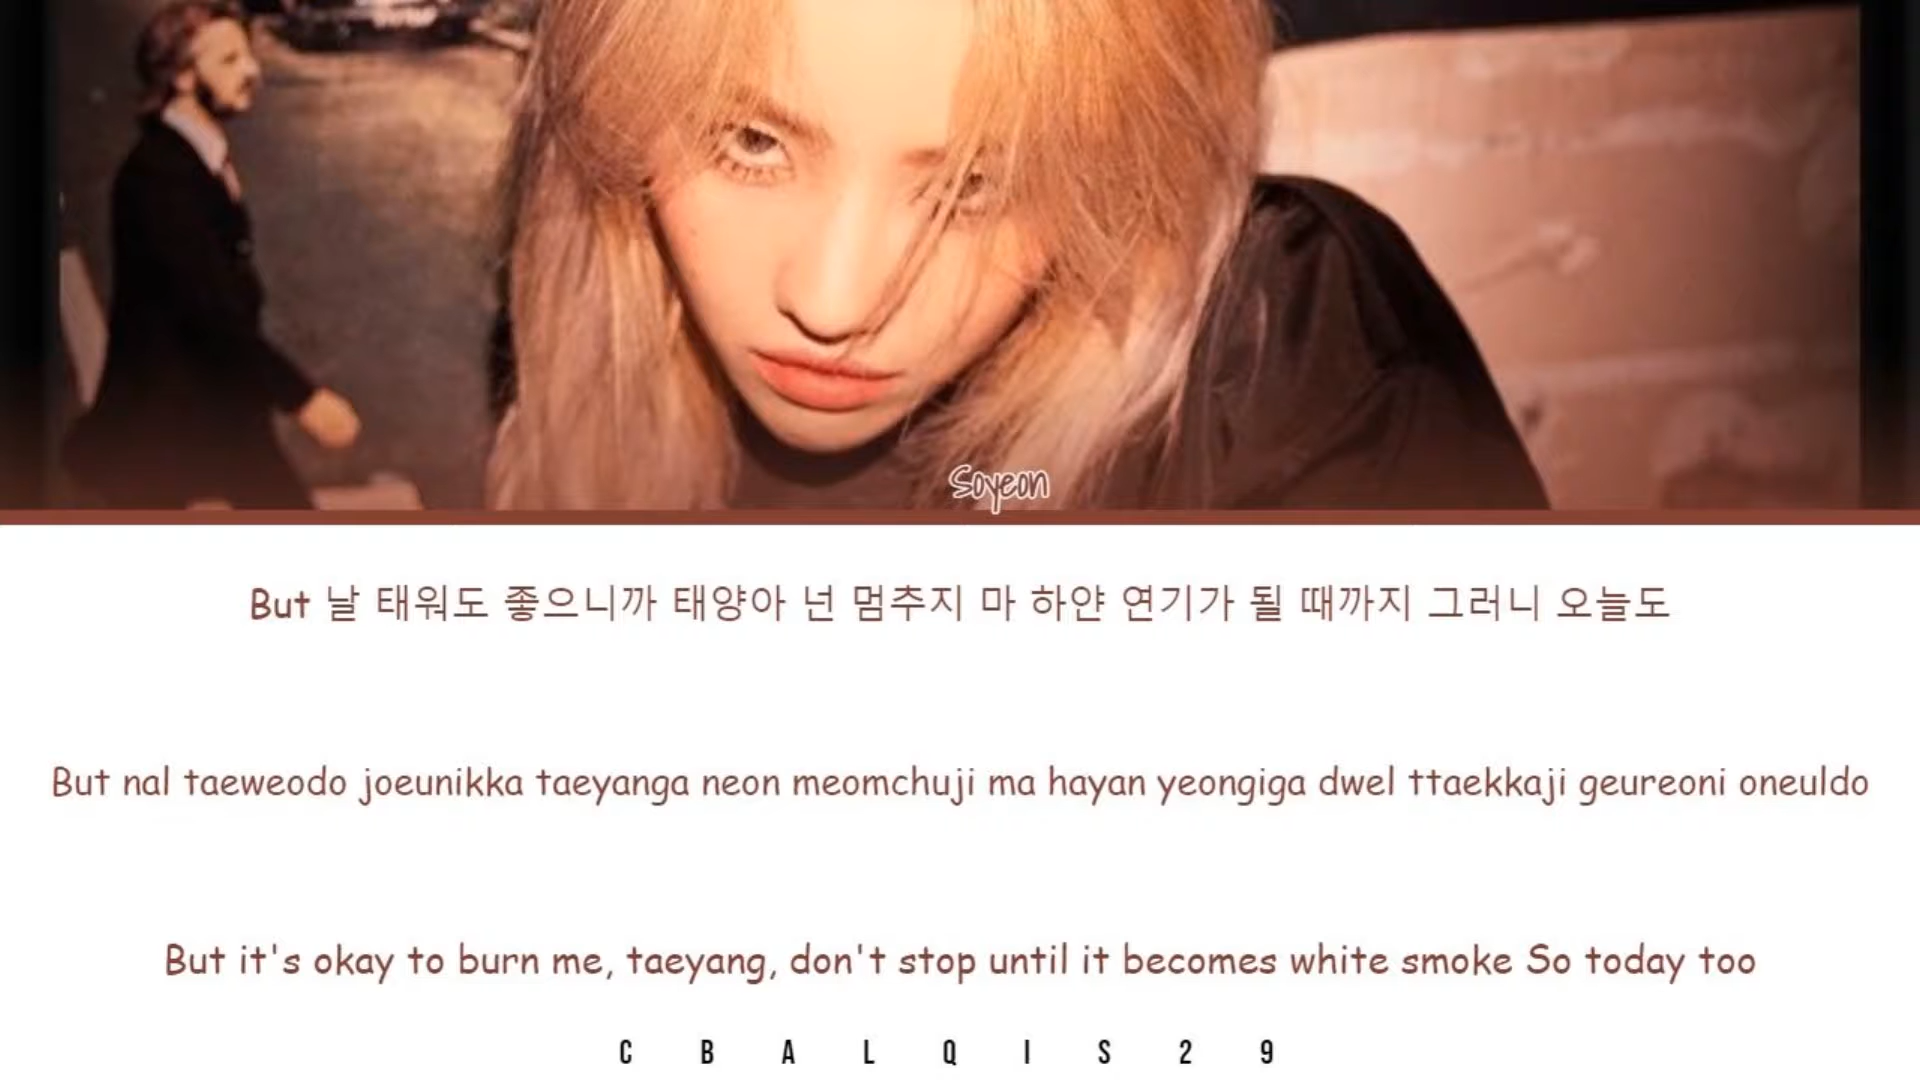 Soyeon
But 날 태워도 좋으니까 태양아 넌 멈추지 마 하얀 연기가 될 때까지 그러니 오늘도
But nal taeweodo joeunikka taeyanga neon meomchuji ma hayan yeongiga dwel ttaekkaji geureoni oneuldo
But it's okay to burn me, taeyang, don't stop until it becomes white smoke So today too
CBALQIS29